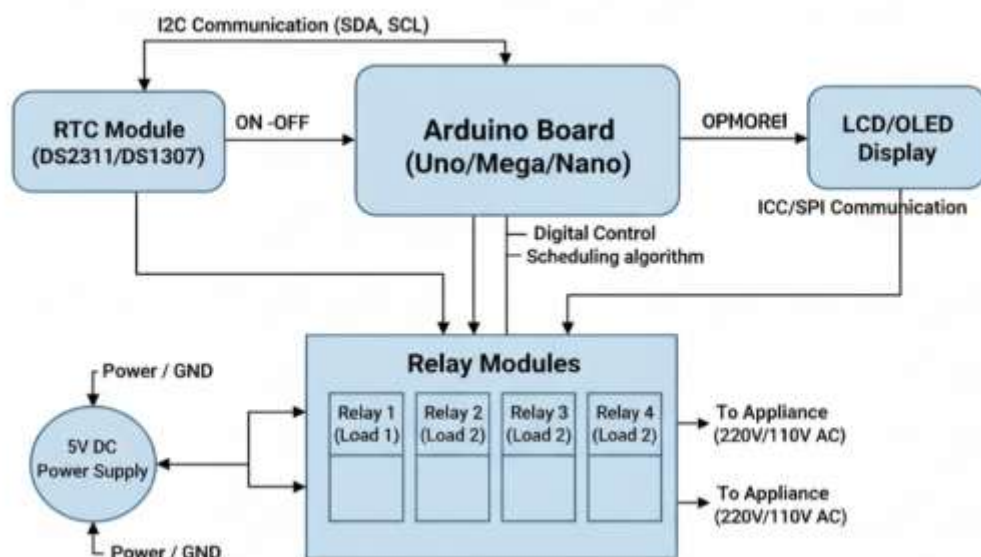 I2C Communication (SDA, SCL)
RTC Module
(DS2311/DS1307)
ON -OFF
Arduino Board
(Uno/Mega/Nano)
OPMOREI
LCD/OLED
Display
ICC/SPI Communication
Digital Control
Scheduling algorithm
Relay Modules
Power / GND
5V DC
Power Supply
Power / GND
Relay 1
(Load 1)
Relay 2
(Load 2)
Relay 3
(Load 2)
Relay 4
(Load 2)
To Appliance
(220V/110V AC)
To Appliance
(220V/110V AC)